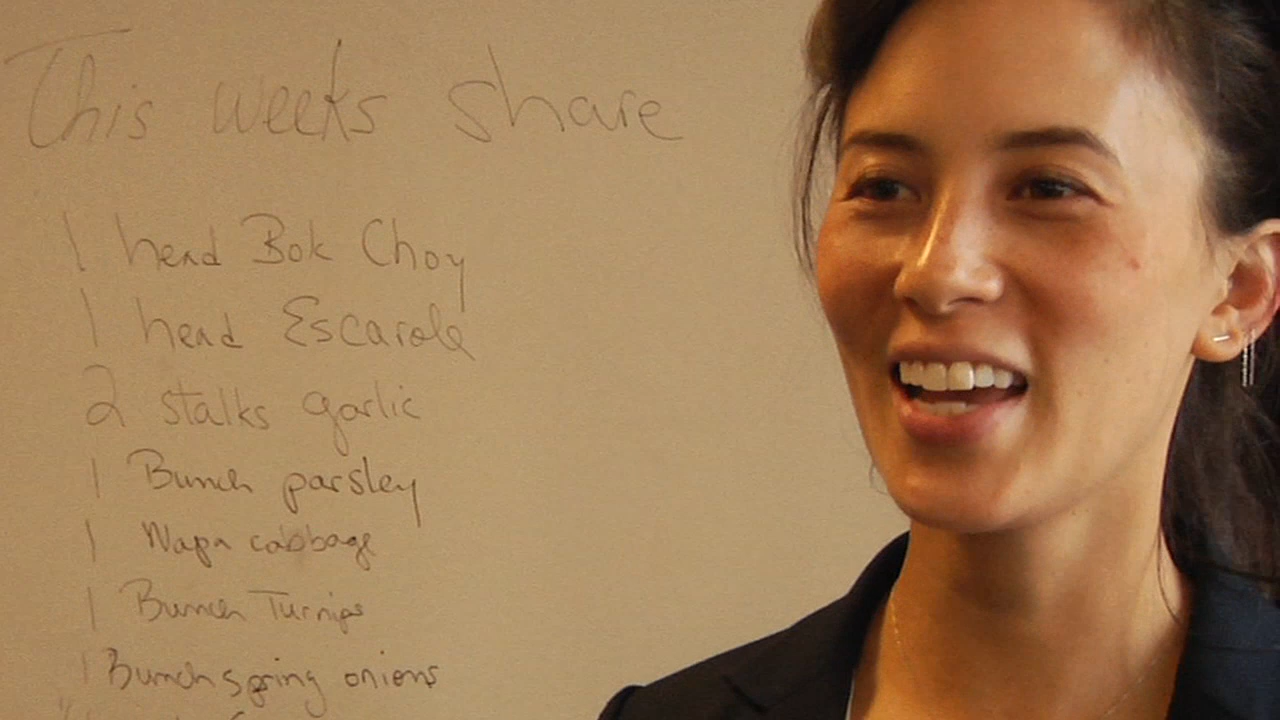 This weeks share
1 head Bok Choy
1 head Escarole
2 stalks garlic
1 Bunch parsley
1 Napa cabbage
1 Bunch Turnips
1 Bunch spring onions